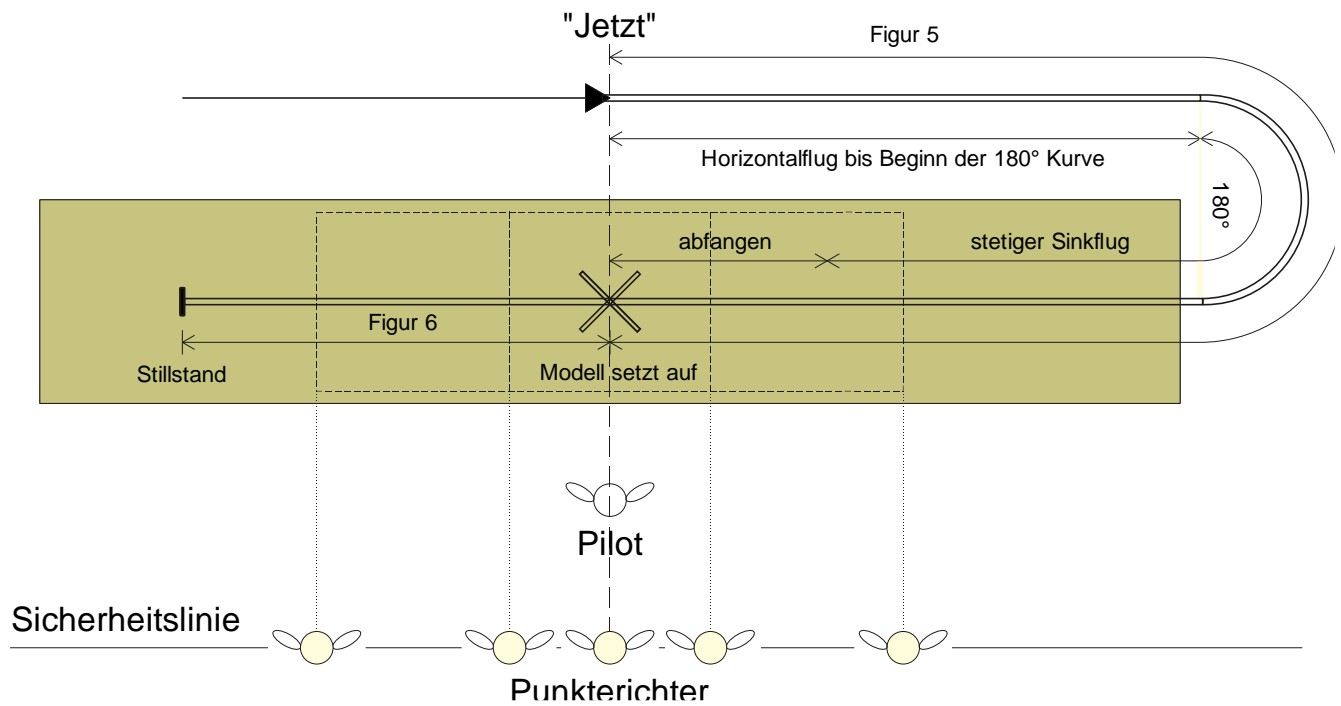 "Jetzt"
Figur 5
Horizontalflug bis Beginn der 180° Kurve
180°
abfangen
stetiger Sinkflug
Figur 6
Stillstand
Modell setzt auf
Pilot
Sicherheitslinie
Punkterichter